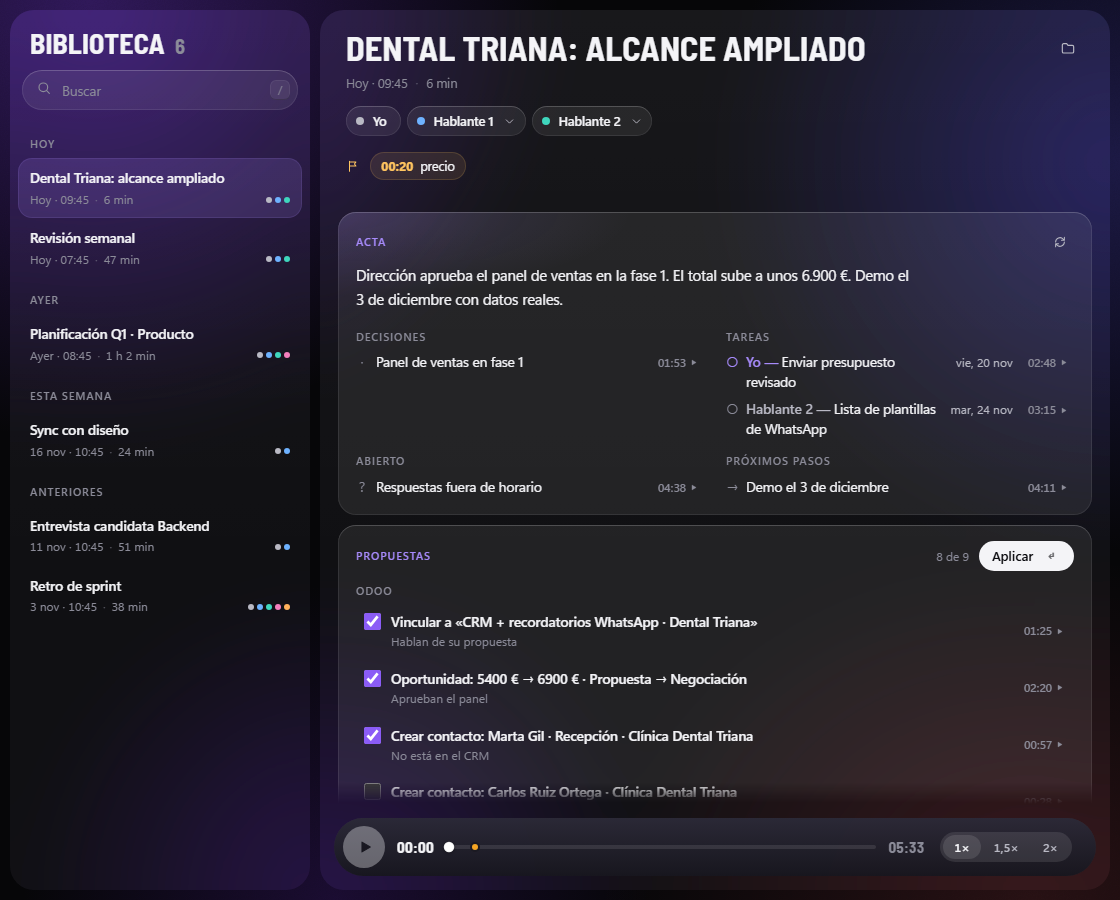 BIBLIOTECA 6
Buscar /
HOY
Dental Triana: alcance ampliado
Hoy · 09:45 · 6 min
Revisión semanal
Hoy · 07:45 · 47 min
AYER
Planificación Q1 · Producto
Ayer · 08:45 · 1 h 2 min
ESTA SEMANA
Sync con diseño
16 nov · 10:45 · 24 min
ANTERIORES
Entrevista candidata Backend
11 nov · 10:45 · 51 min
Retro de sprint
3 nov · 10:45 · 38 min
DENTAL TRIANA: ALCANCE AMPLIADO
Hoy · 09:45 · 6 min
Yo Hablante 1 Hablante 2
00:20 precio
ACTA
Dirección aprueba el panel de ventas en la fase 1. El total sube a unos 6.900 €. Demo el
3 de diciembre con datos reales.
DECISIONES
· Panel de ventas en fase 1 01:53
TAREAS
Yo — Enviar presupuesto vie, 20 nov 02:48
revisado
Hablante 2 — Lista de plantillas mar, 24 nov 03:15
de WhatsApp
ABIERTO
? Respuestas fuera de horario 04:38
PRÓXIMOS PASOS
→ Demo el 3 de diciembre 04:11
PROPUESTAS 8 de 9 Aplicar
ODOO
Vincular a «CRM + recordatorios WhatsApp · Dental Triana» 01:25
Hablan de su propuesta
Oportunidad: 5400 € → 6900 € · Propuesta → Negociación 02:20
Aprueban el panel
Crear contacto: Marta Gil · Recepción · Clínica Dental Triana 00:57
No está en el CRM
Crear contacto: Carlos Ruiz Ortega · Clínica Dental Triana
00:00 05:33 1× 1,5× 2×